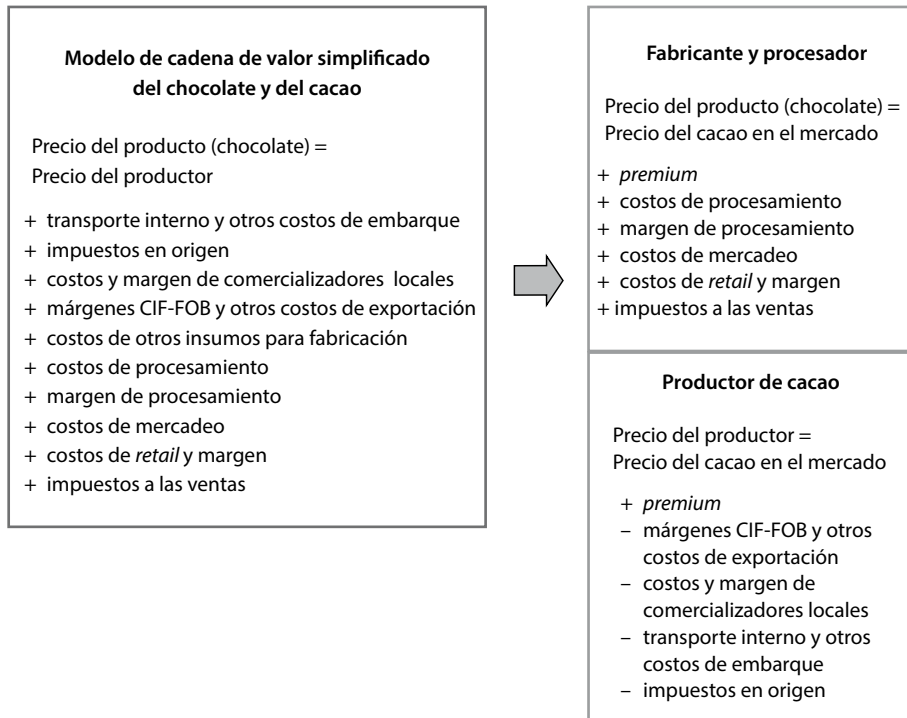 Modelo de cadena de valor simplificado
del chocolate y del cacao
Precio del producto (chocolate) =
Precio del productor
+ transporte interno y otros costos de embarque
+ impuestos en origen
+ costos y margen de comercializadores locales
+ márgenes CIF-FOB y otros costos de exportación
+ costos de otros insumos para fabricación
+ costos de procesamiento
+ margen de procesamiento
+ costos de mercadeo
+ costos de retail y margen
+ impuestos a las ventas
Fabricante y procesador
Precio del producto (chocolate) =
Precio del cacao en el mercado
+ premium
+ costos de procesamiento
+ margen de procesamiento
+ costos de mercadeo
+ costos de retail y margen
+ impuestos a las ventas
Productor de cacao
Precio del productor =
Precio del cacao en el mercado
+ premium
– márgenes CIF-FOB y otros
costos de exportación
– costos y margen de
comercializadores locales
– transporte interno y otros
costos de embarque
– impuestos en origen